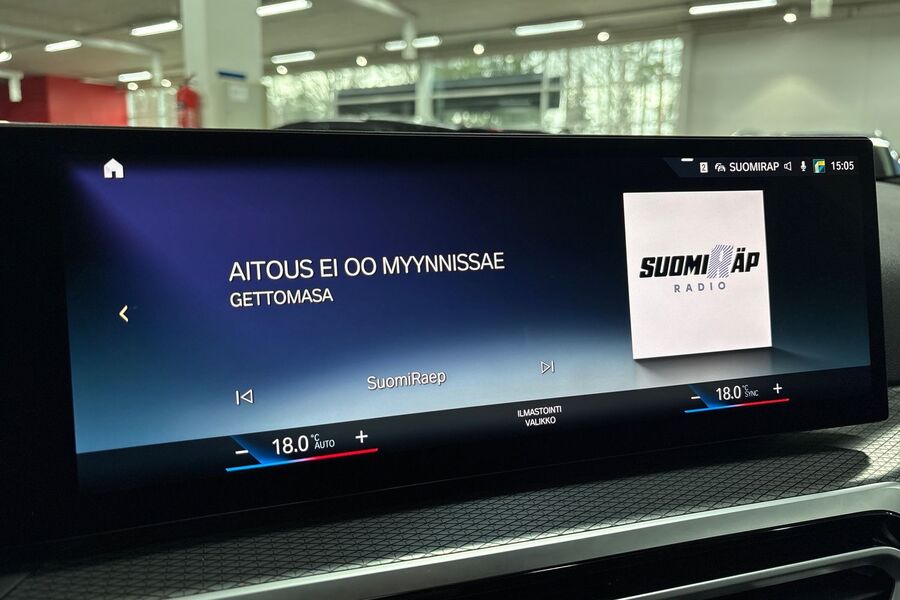 2 SUOMIRAP 15:05
AITOUS EI OO MYYNNISSAE
GETTOMASA
SUOMIRÄP
RADIO
SuomiRaep
− 18.0 °C AUTO +
ILMASTOINTI
VALIKKO
− 18.0 °C SYNC +